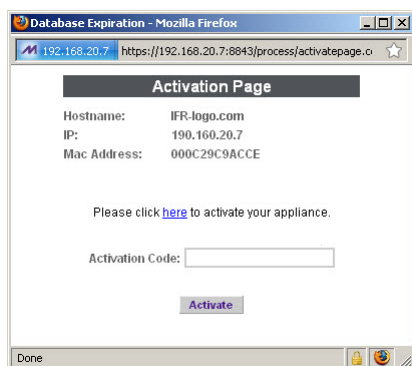 Database Expiration - Mozilla Firefox
192.168.20.7 https://192.168.20.7:8843/process/activatepage.c
Activation Page
Hostname: IFR-logo.com
IP: 190.160.20.7
Mac Address: 000C29C9ACCE
Please click here to activate your appliance.
Activation Code:
Activate
Done